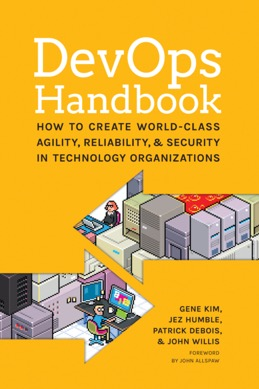 DevOps
Handbook
HOW TO CREATE WORLD-CLASS
AGILITY, RELIABILITY, & SECURITY
IN TECHNOLOGY ORGANIZATIONS
GENE KIM,
JEZ HUMBLE,
PATRICK DEBOIS,
& JOHN WILLIS
FOREWORD
BY JOHN ALLSPAW